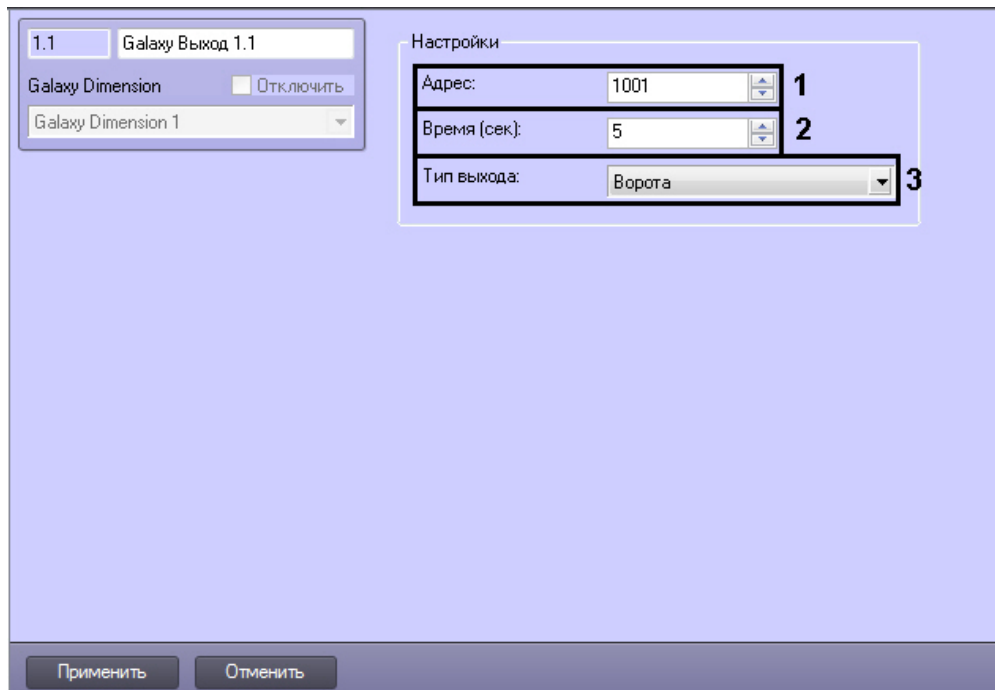 1.1 Galaxy Выход 1.1
Galaxy Dimension Отключить
Galaxy Dimension 1
Настройки
Адрес: 1001 1
Время (сек): 5 2
Тип выхода: Ворота 3
Применить Отменить